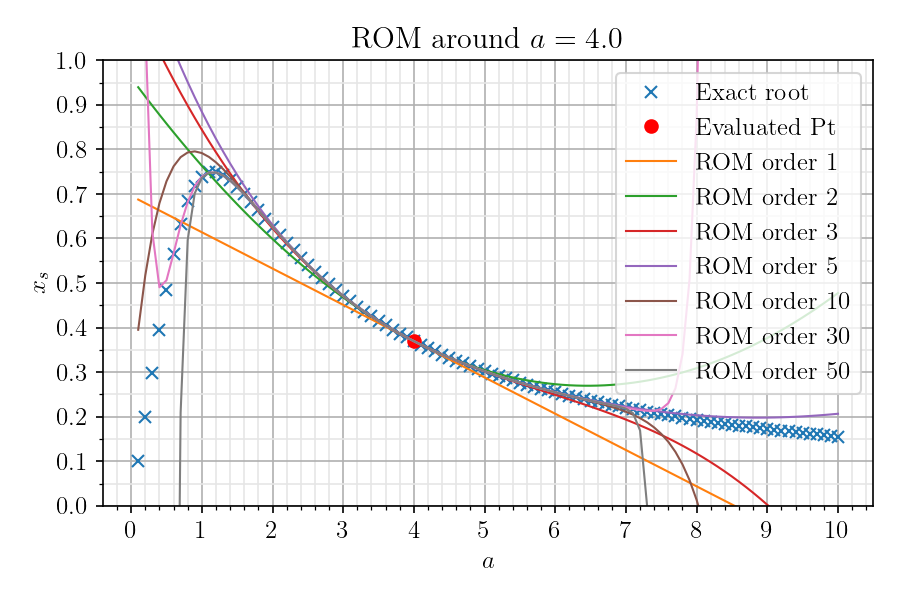 ROM around a = 4.0
1.0
0.9
0.8
0.7
0.6
0.5
0.4
0.3
0.2
0.1
0.0
x_s
Exact root
Evaluated Pt
ROM order 1
ROM order 2
ROM order 3
ROM order 5
ROM order 10
ROM order 30
ROM order 50
0 1 2 3 4 5 6 7 8 9 10
a